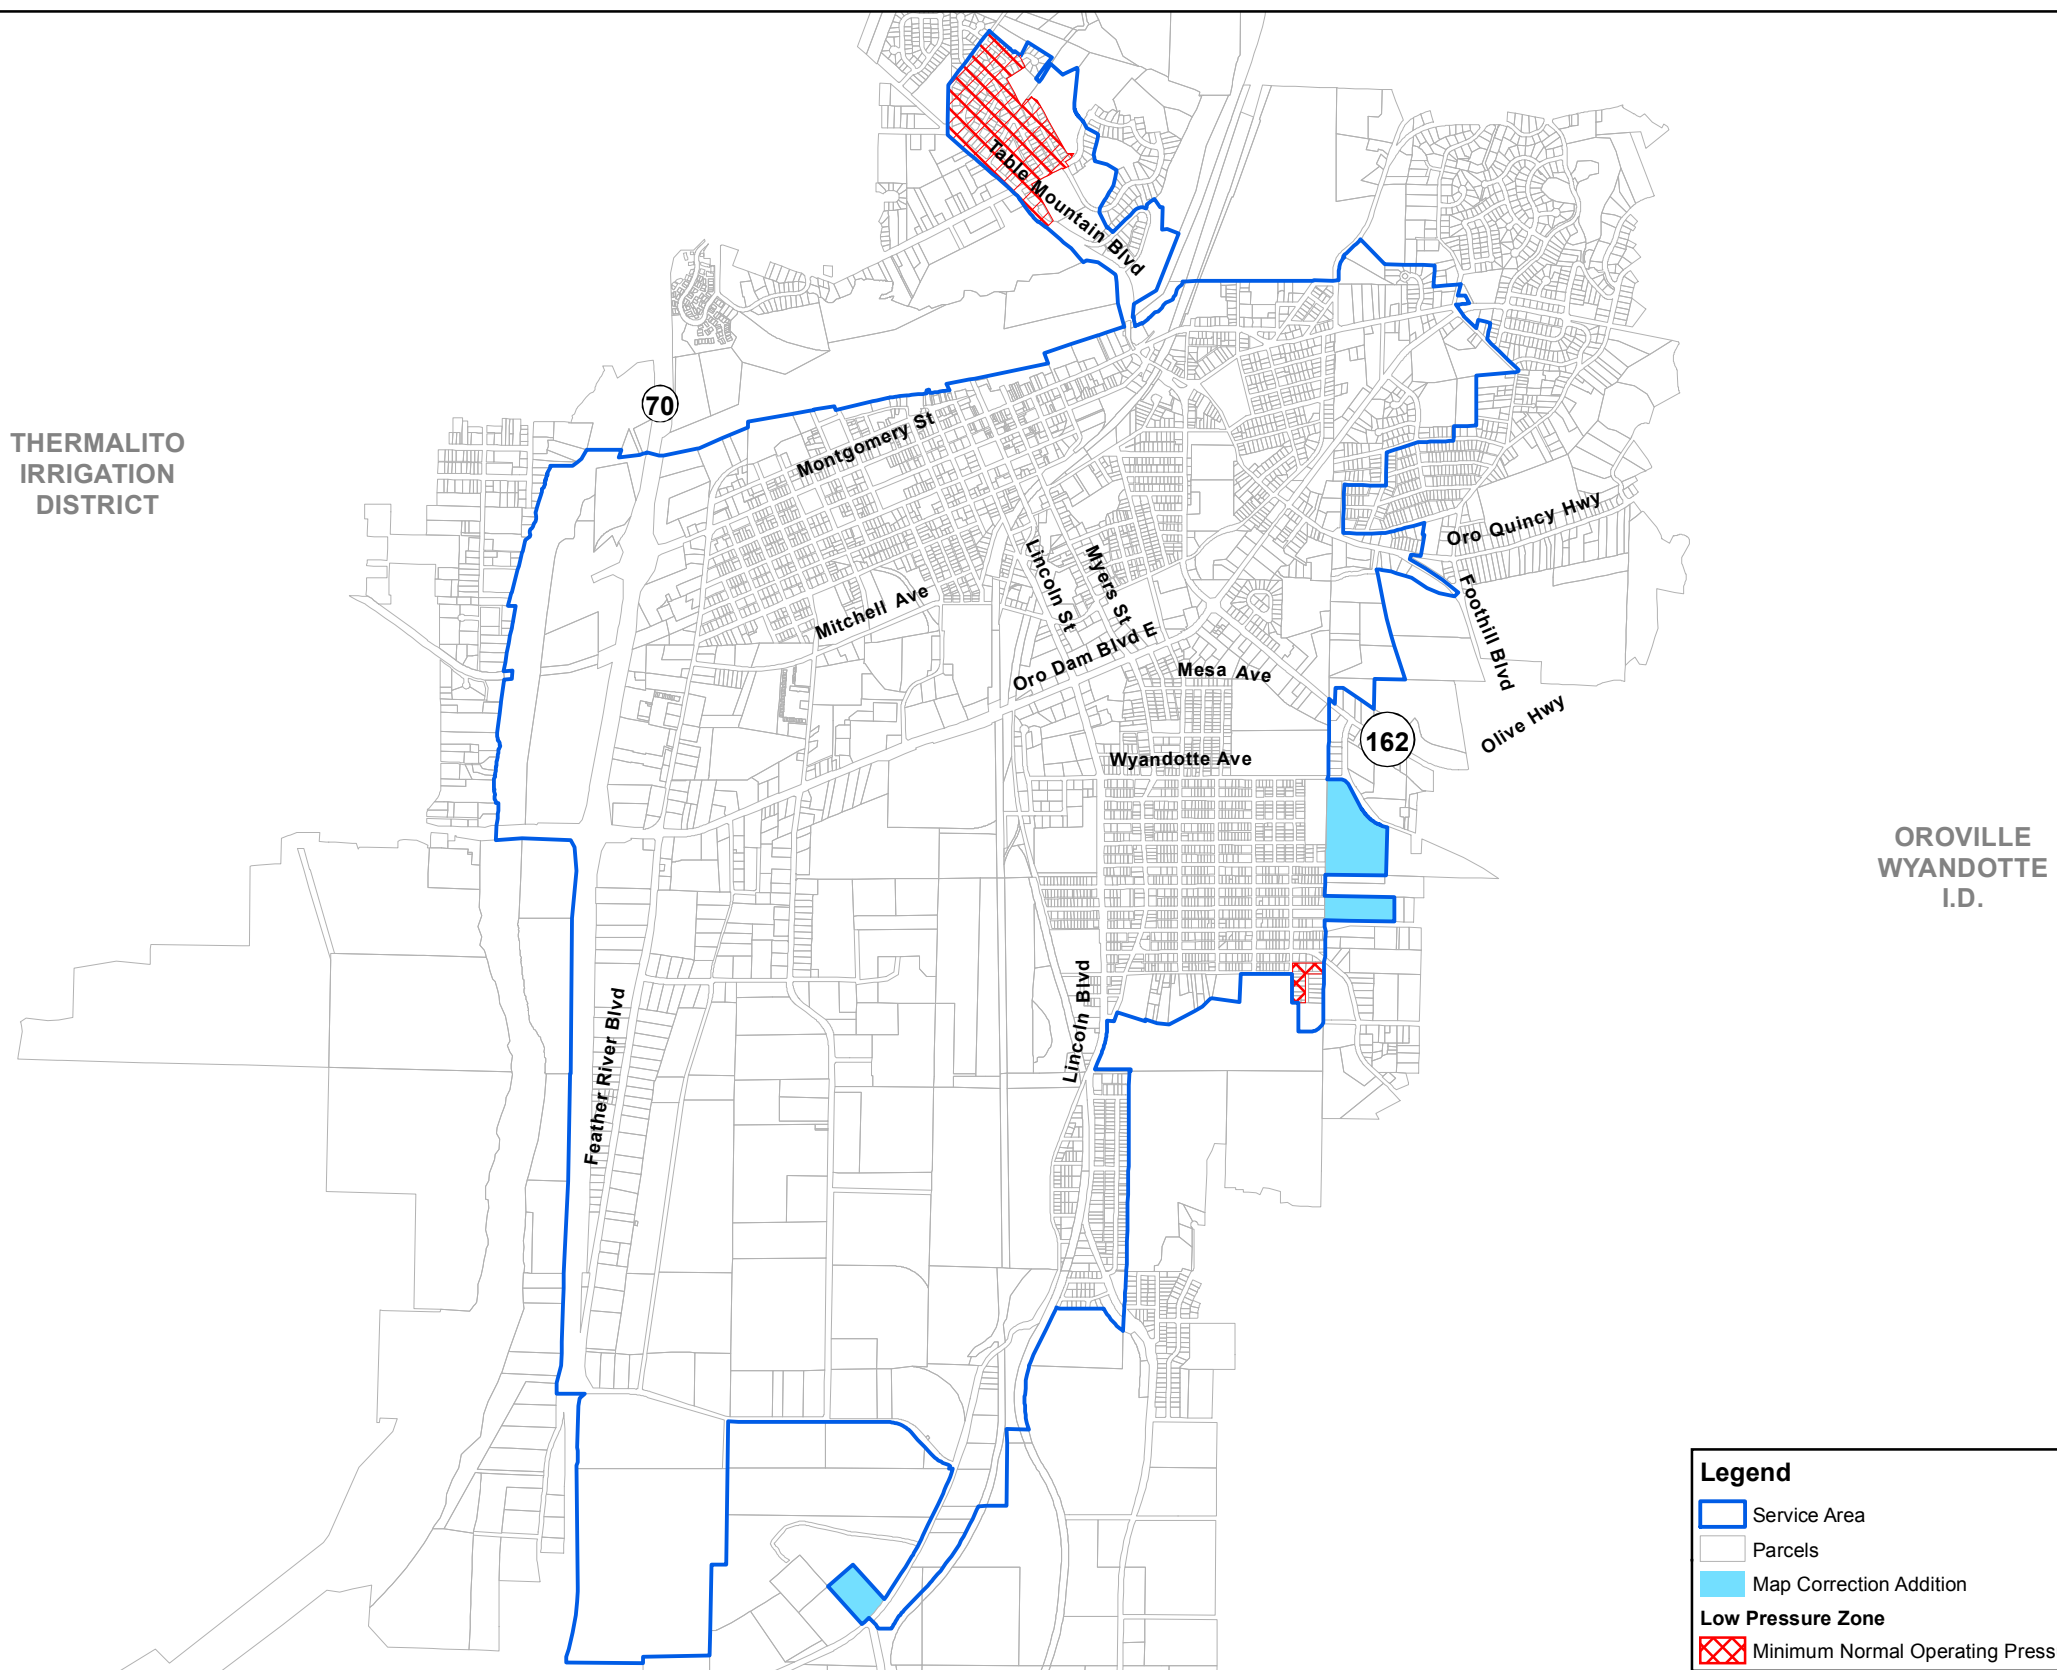 Table Mountain Blvd
70
THERMALITO
IRRIGATION
DISTRICT
Montgomery St
Oro Quincy Hwy
Lincoln St
Myers St
Mitchell Ave
Foothill Blvd
Oro Dam Blvd E
Mesa Ave
Olive Hwy
162
Wyandotte Ave
OROVILLE
WYANDOTTE
I.D.
Lincoln Blvd
Feather River Blvd
Legend
Service Area
Parcels
Map Correction Addition
Low Pressure Zone
Minimum Normal Operating Press